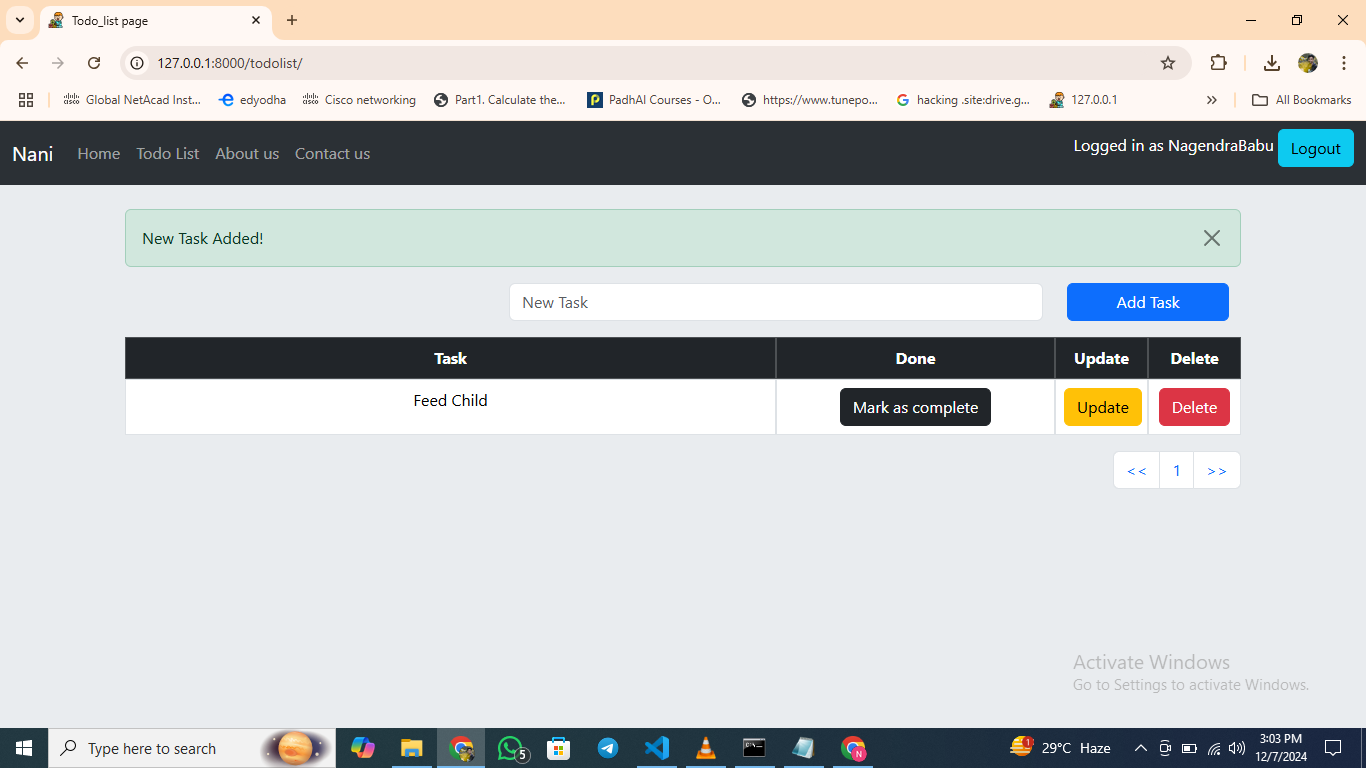 Todo_list page
127.0.0.1:8000/todolist/
Global NetAcad Inst...
edyodha
Cisco networking
Part1. Calculate the...
PadhAI Courses - O...
https://www.tunepo...
hacking .site:drive.g...
127.0.0.1
All Bookmarks
Nani
Home
Todo List
About us
Contact us
Logged in as NagendraBabu
Logout
New Task Added!
New Task
Add Task
Task
Done
Update
Delete
Feed Child
Mark as complete
Update
Delete
<<
1
>>
Activate Windows
Go to Settings to activate Windows.
Type here to search
5
1
29°C Haze
3:03 PM
12/7/2024